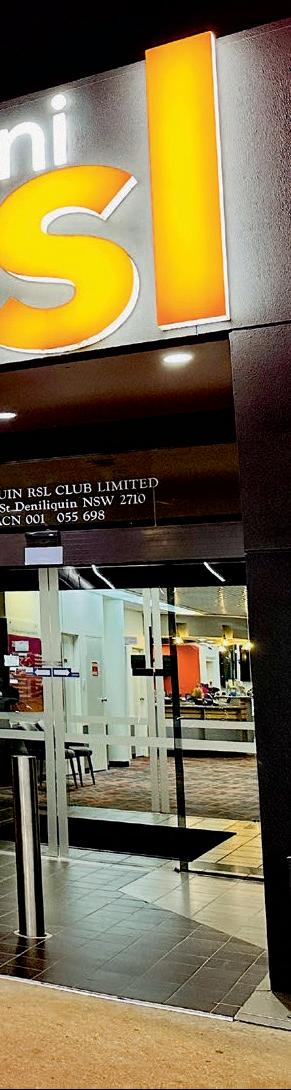 ni
sl
UIN RSL CLUB LIMITED
St Deniliquin NSW 2710
ACN 001 055 698